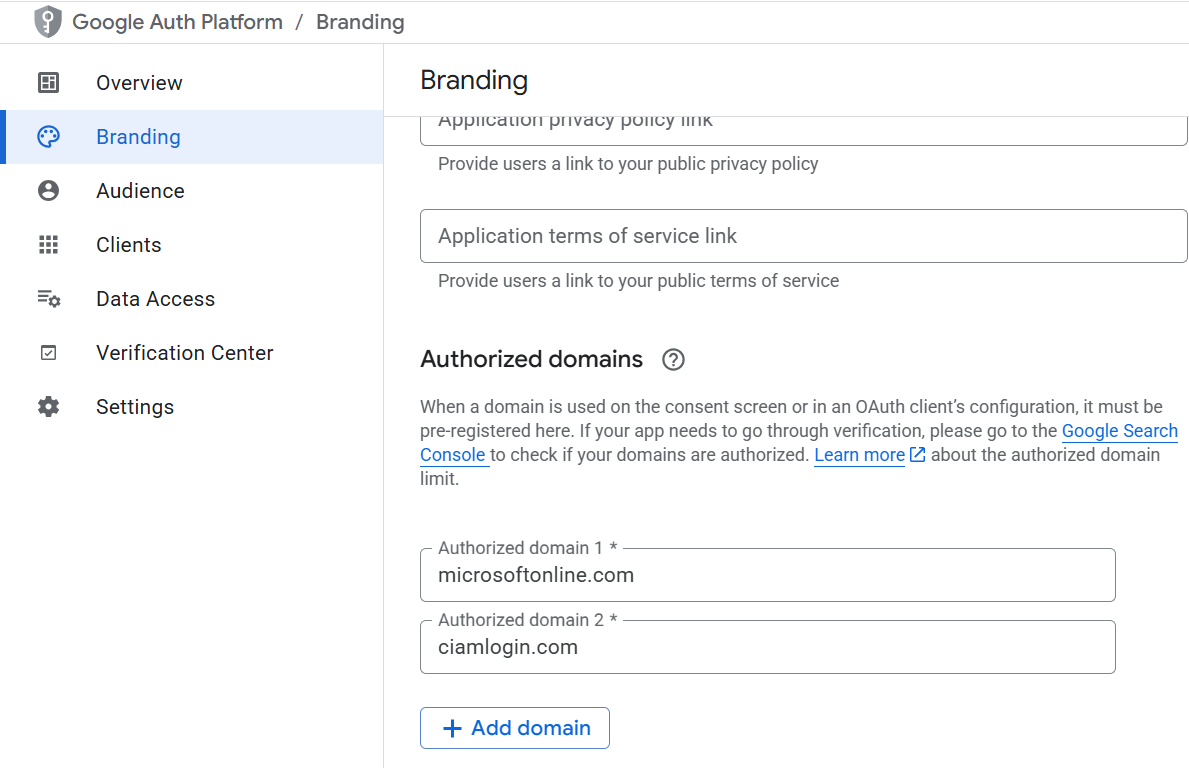 Google Auth Platform / Branding
Overview
Branding
Audience
Clients
Data Access
Verification Center
Settings
Branding
Application privacy policy link
Provide users a link to your public privacy policy
Application terms of service link
Provide users a link to your public terms of service
Authorized domains
When a domain is used on the consent screen or in an OAuth client’s configuration, it must be
pre-registered here. If your app needs to go through verification, please go to the Google Search
Console to check if your domains are authorized. Learn more about the authorized domain
limit.
Authorized domain 1 *
microsoftonline.com
Authorized domain 2 *
ciamlogin.com
+ Add domain